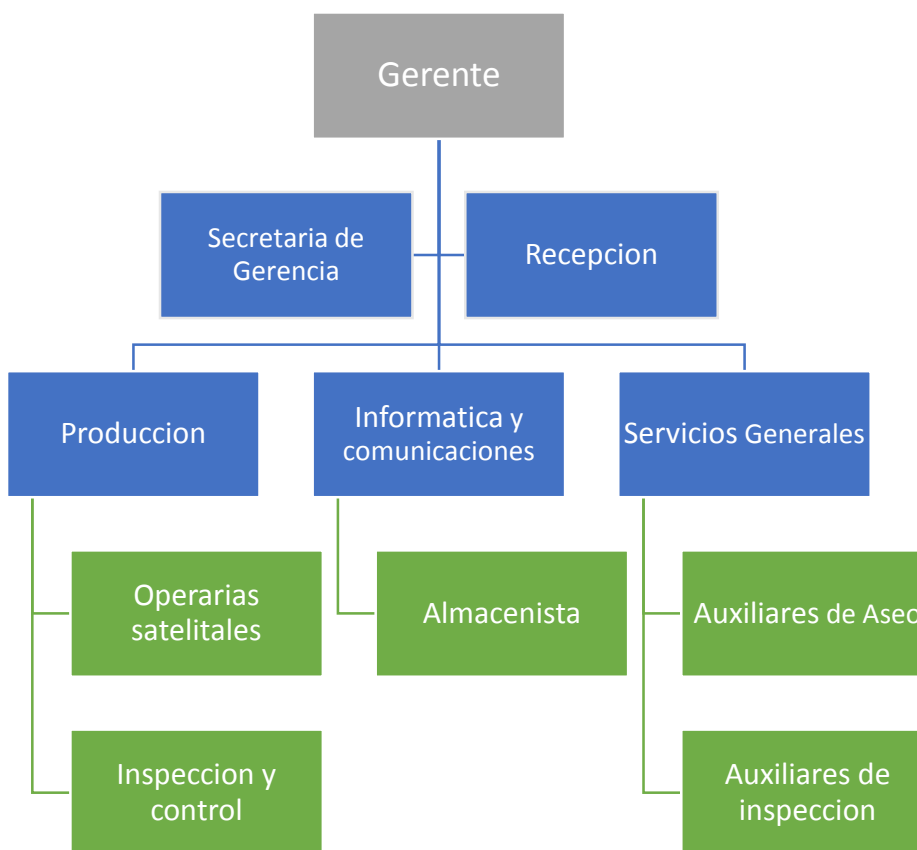 Gerente
Secretaria de
Gerencia
Recepcion
Produccion
Informatica y
comunicaciones
Servicios Generales
Operarias
satelitales
Almacenista
Auxiliares de Aseo
Inspeccion y
control
Auxiliares de
inspeccion